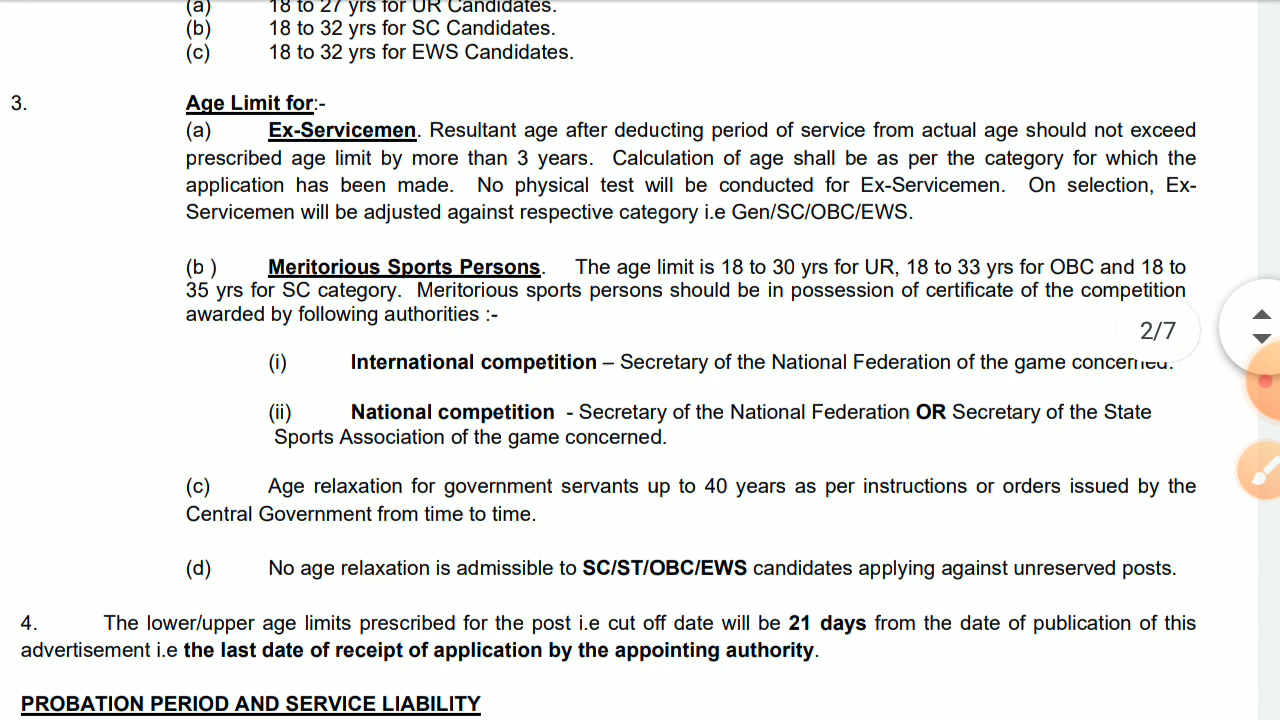 (a) 18 to 27 yrs for UR Candidates.
(b) 18 to 32 yrs for SC Candidates.
(c) 18 to 32 yrs for EWS Candidates.
3. Age Limit for:-
(a) Ex-Servicemen. Resultant age after deducting period of service from actual age should not exceed
prescribed age limit by more than 3 years. Calculation of age shall be as per the category for which the
application has been made. No physical test will be conducted for Ex-Servicemen. On selection, Ex-
Servicemen will be adjusted against respective category i.e Gen/SC/OBC/EWS.
(b ) Meritorious Sports Persons. The age limit is 18 to 30 yrs for UR, 18 to 33 yrs for OBC and 18 to
35 yrs for SC category. Meritorious sports persons should be in possession of certificate of the competition
awarded by following authorities :-
2/7
(i) International competition – Secretary of the National Federation of the game concerned.
(ii) National competition - Secretary of the National Federation OR Secretary of the State
Sports Association of the game concerned.
(c) Age relaxation for government servants up to 40 years as per instructions or orders issued by the
Central Government from time to time.
(d) No age relaxation is admissible to SC/ST/OBC/EWS candidates applying against unreserved posts.
4. The lower/upper age limits prescribed for the post i.e cut off date will be 21 days from the date of publication of this
advertisement i.e the last date of receipt of application by the appointing authority.
PROBATION PERIOD AND SERVICE LIABILITY